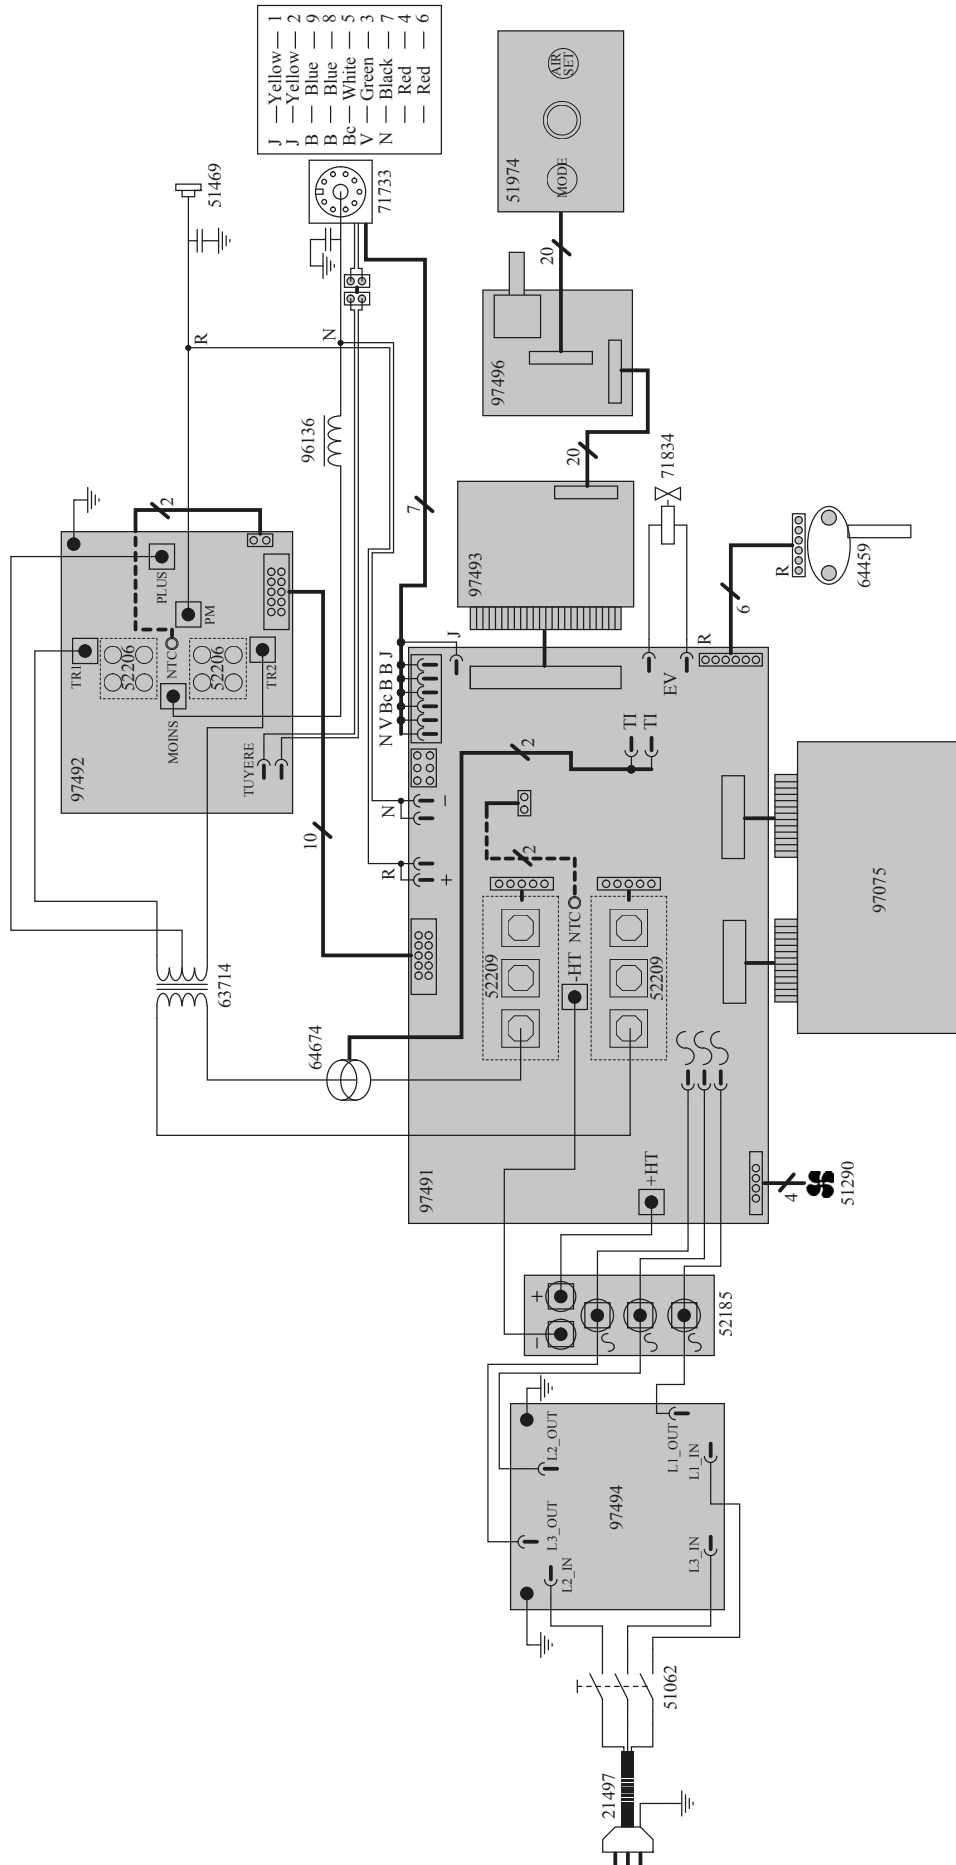 J — Yellow — 1
J — Yellow — 2
B — Blue — 9
B — Blue — 8
Bc — White — 5
V — Green — 3
N — Black — 7
— Red — 4
— Red — 6
51469
71733
R
N
96136
7
2
97492
TR1
52206
NTC
PLUS
PM
MOINS
52206
TR2
TUYERE
10
63714
64674
51974
MODE
AIR
SET
20
97496
20
97493
71834
64459
R
6
R
EV
J
N V Bc B B J
N
–
R
+
2
TI
TI
2
NTC
52209
-HT
52209
97491
+HT
4
51290
97075
+
–
52185
97494
L2_OUT
L3_OUT
L2_IN
L1_OUT
L1_IN
L3_IN
51062
21497